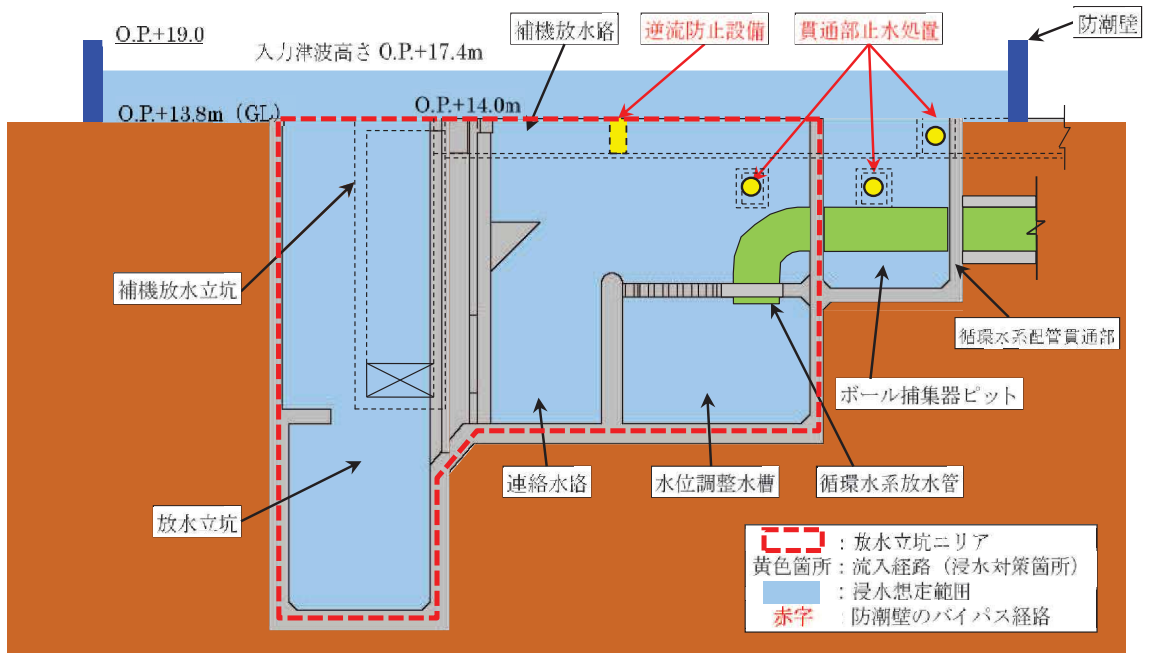 O.P.+19.0
補機放水路
逆流防止設備
貫通部止水処置
防潮壁
入力津波高さ O.P.+17.4m
O.P.+13.8m (GL)
O.P.+14.0m
補機放水立坑
循環水系配管貫通部
ボール捕集器ピット
連絡水路
水位調整水槽
循環水系放水管
放水立坑
：放水立坑エリア
黄色箇所：流入経路（浸水対策箇所）
：浸水想定範囲
赤字：防潮壁のバイパス経路